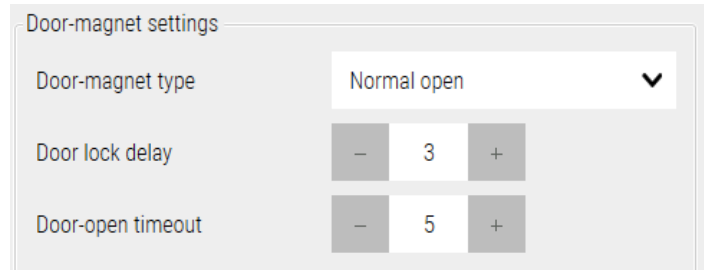 Door-magnet settings
Door-magnet type Normal open
Door lock delay − 3 +
Door-open timeout − 5 +